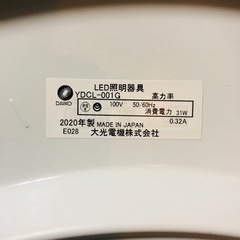 LED照明器具
DAIKO
YDCL-001G 高力率
100V 50/60Hz
消費電力 31W
0.32A
2020年製 MADE IN JAPAN
E028 大光電機株式会社